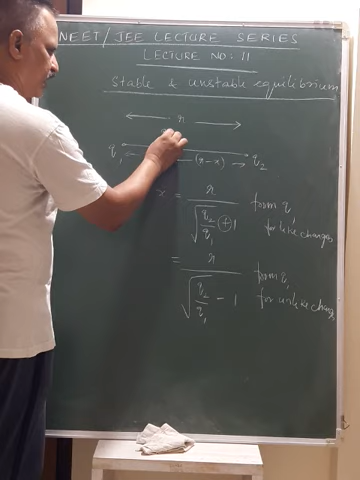 NEET/JEE LECTURE SERIES
LECTURE NO: 11
Stable & unstable equilibrium
r
q₁ (r-x) q₂
x = r / (√(q₂/q₁) + 1) from q₁ for like charges
= r / (√(q₂/q₁) - 1) from q₁ for unlike charges